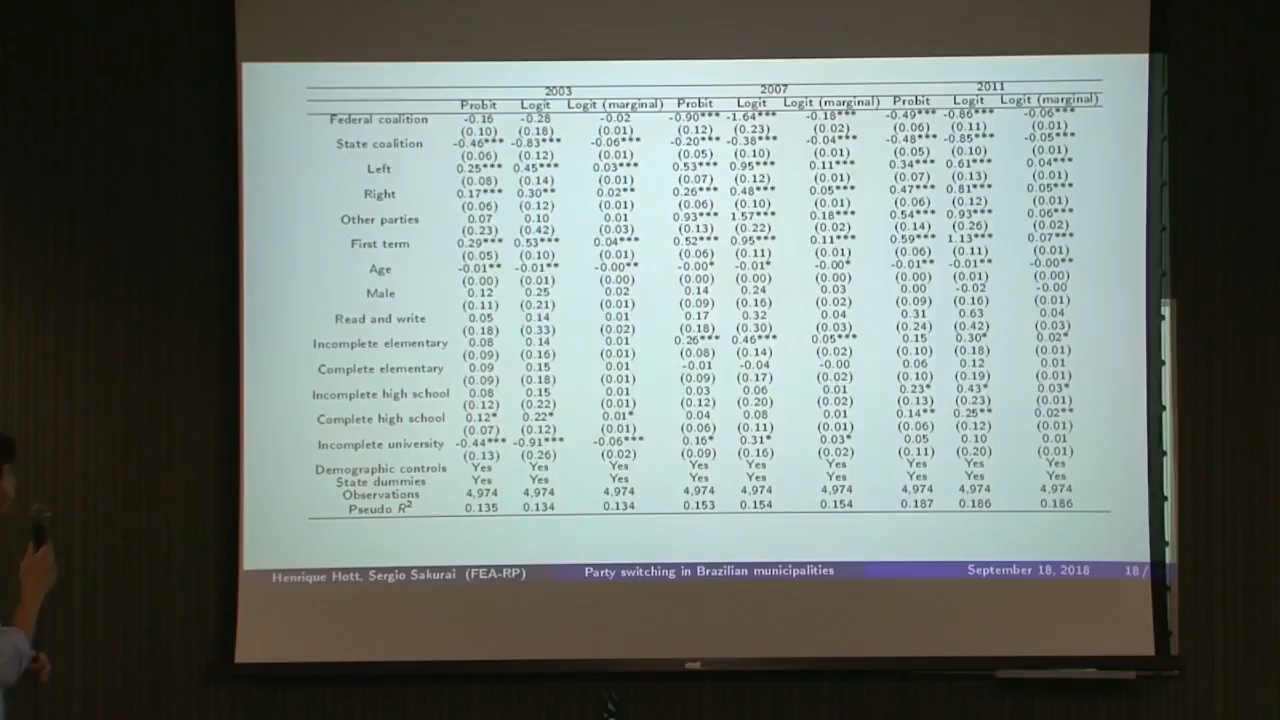 2003 2007 2011
Probit Logit Logit (marginal) Probit Logit Logit (marginal) Probit Logit Logit (marginal)
Federal coalition -0.16 -0.28 -0.02 -0.90*** -1.64*** -0.18*** -0.49*** -0.86*** -0.06***
(0.10) (0.18) (0.01) (0.12) (0.23) (0.02) (0.06) (0.11) (0.01)
State coalition -0.46*** -0.83*** -0.06*** -0.20*** -0.38*** -0.04*** -0.48*** -0.85*** -0.05***
(0.06) (0.12) (0.01) (0.05) (0.10) (0.01) (0.05) (0.10) (0.01)
Left 0.25*** 0.45*** 0.03*** 0.53*** 0.95*** 0.11*** 0.34*** 0.61*** 0.04***
(0.08) (0.14) (0.01) (0.07) (0.12) (0.01) (0.07) (0.13) (0.01)
Right 0.17*** 0.30** 0.02** 0.26*** 0.48*** 0.05*** 0.47*** 0.81*** 0.05***
(0.06) (0.12) (0.01) (0.06) (0.10) (0.01) (0.06) (0.12) (0.01)
Other parties 0.07 0.10 0.01 0.93*** 1.57*** 0.18*** 0.54*** 0.93*** 0.06***
(0.23) (0.42) (0.03) (0.13) (0.22) (0.02) (0.14) (0.26) (0.02)
First term 0.29*** 0.53*** 0.04*** 0.52*** 0.95*** 0.11*** 0.59*** 1.13*** 0.07***
(0.05) (0.10) (0.01) (0.06) (0.11) (0.01) (0.06) (0.11) (0.01)
Age -0.01** -0.01** -0.00** -0.00* -0.01* -0.00* -0.01** -0.01** -0.00**
(0.00) (0.01) (0.00) (0.00) (0.00) (0.00) (0.00) (0.01) (0.00)
Male 0.12 0.25 0.02 0.14 0.24 0.03 0.00 -0.02 -0.00
(0.11) (0.21) (0.01) (0.09) (0.16) (0.02) (0.09) (0.16) (0.01)
Read and write 0.05 0.14 0.01 0.17 0.32 0.04 0.31 0.63 0.04
(0.18) (0.33) (0.02) (0.18) (0.30) (0.03) (0.24) (0.42) (0.03)
Incomplete elementary 0.08 0.14 0.01 0.26*** 0.46*** 0.05*** 0.15 0.30* 0.02*
(0.09) (0.16) (0.01) (0.08) (0.14) (0.02) (0.10) (0.18) (0.01)
Complete elementary 0.09 0.15 0.01 -0.01 -0.04 -0.00 0.06 0.12 0.01
(0.09) (0.18) (0.01) (0.09) (0.17) (0.02) (0.10) (0.19) (0.01)
Incomplete high school 0.08 0.15 0.01 0.03 0.06 0.01 0.23* 0.43* 0.03*
(0.12) (0.22) (0.01) (0.12) (0.20) (0.02) (0.13) (0.23) (0.01)
Complete high school 0.12* 0.22* 0.01* 0.04 0.08 0.01 0.14** 0.25** 0.02**
(0.07) (0.12) (0.01) (0.06) (0.11) (0.01) (0.06) (0.12) (0.01)
Incomplete university -0.44*** -0.91*** -0.06*** 0.16* 0.31* 0.03* 0.05 0.10 0.01
(0.13) (0.26) (0.02) (0.09) (0.16) (0.02) (0.11) (0.20) (0.01)
Demographic controls Yes Yes Yes Yes Yes Yes Yes Yes Yes
State dummies Yes Yes Yes Yes Yes Yes Yes Yes Yes
Observations 4,974 4,974 4,974 4,974 4,974 4,974 4,974 4,974 4,974
Pseudo R² 0.135 0.134 0.134 0.153 0.154 0.154 0.187 0.186 0.186
Henrique Hott, Sergio Sakurai (FEA-RP) Party switching in Brazilian municipalities September 18, 2018 18 /